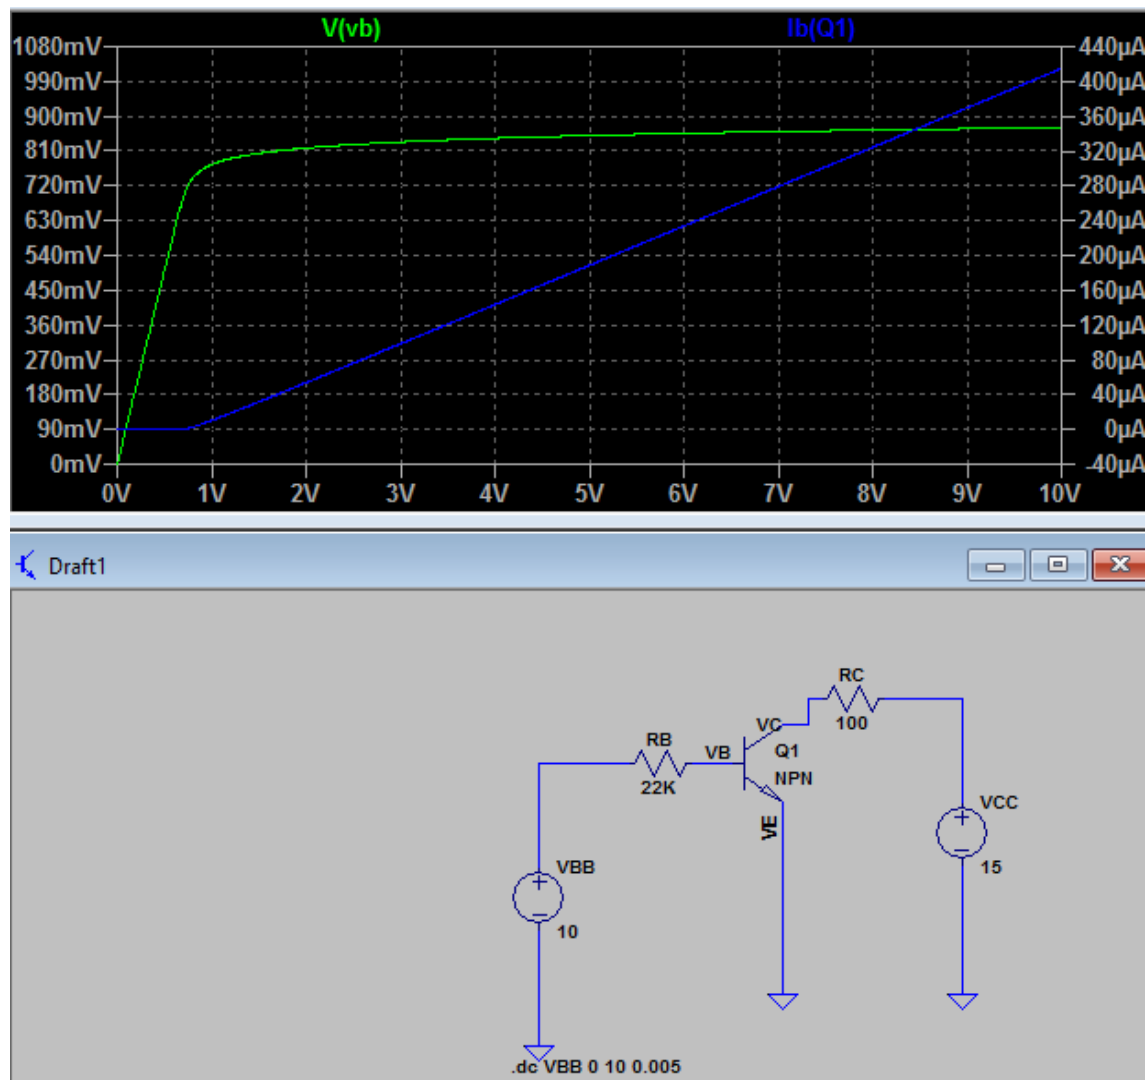 V(vb) Ib(Q1)
1080mV 440µA
990mV 400µA
900mV 360µA
810mV 320µA
720mV 280µA
630mV 240µA
540mV 200µA
450mV 160µA
360mV 120µA
270mV 80µA
180mV 40µA
90mV 0µA
0mV -40µA
0V 1V 2V 3V 4V 5V 6V 7V 8V 9V 10V
Draft1
RC
100
VC
RB
22K
VB
Q1
NPN
VE
VCC
15
VBB
10
.dc VBB 0 10 0.005